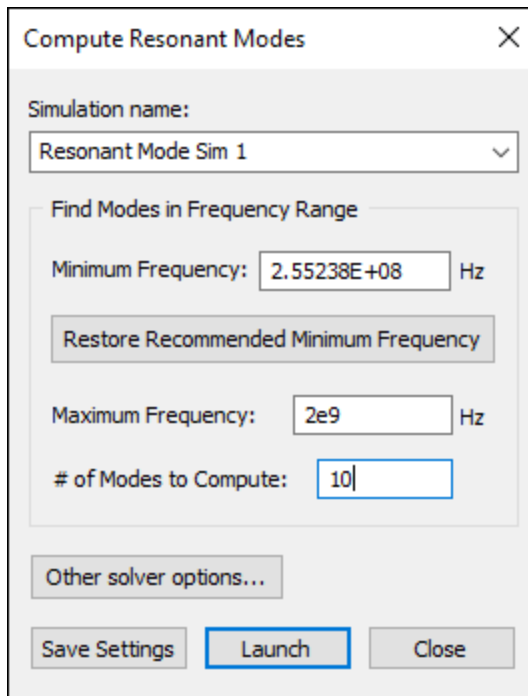 Compute Resonant Modes
Simulation name:
Resonant Mode Sim 1
Find Modes in Frequency Range
Minimum Frequency: 2.55238E+08 Hz
Restore Recommended Minimum Frequency
Maximum Frequency: 2e9 Hz
# of Modes to Compute: 10
Other solver options...
Save Settings Launch Close